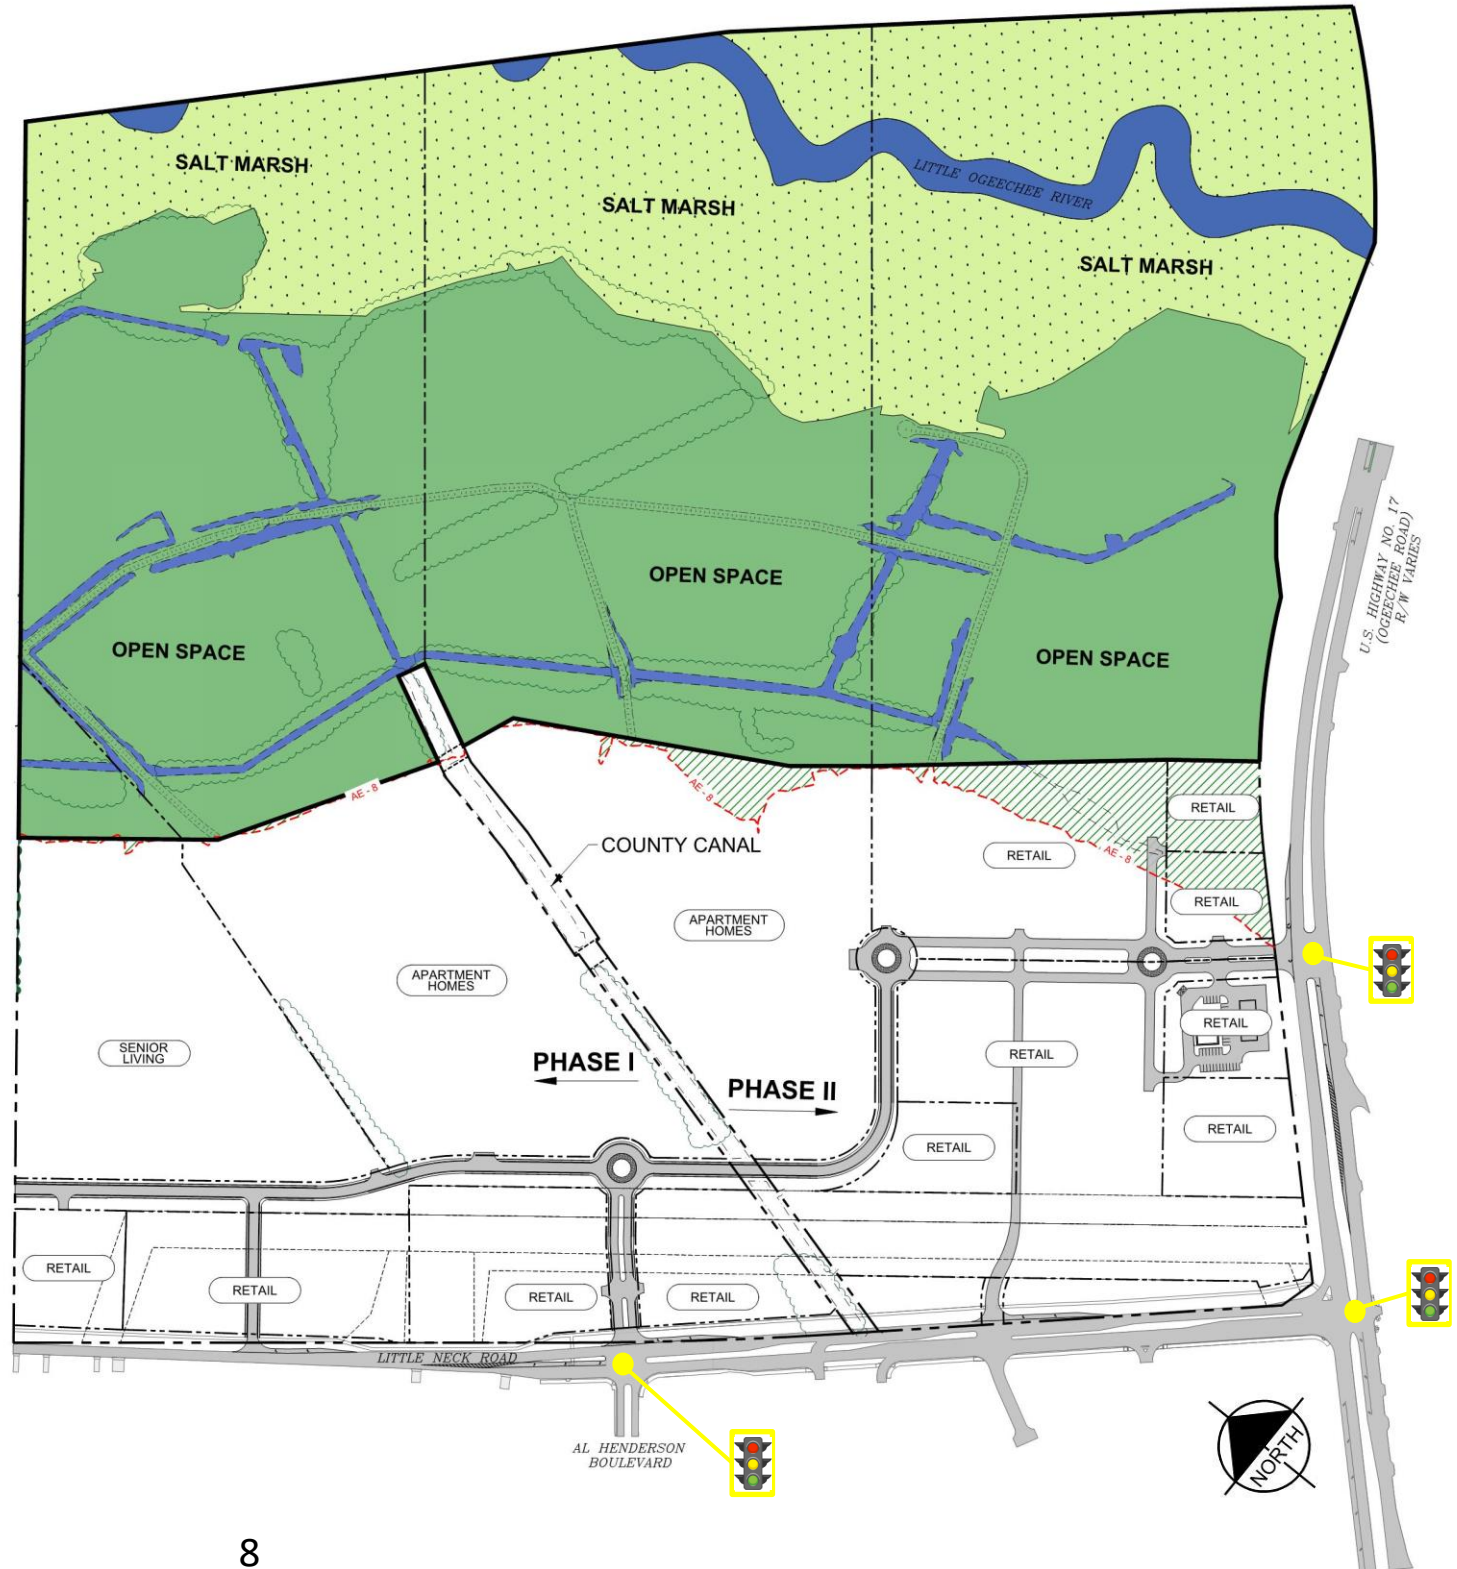 SALT MARSH
SALT MARSH
LITTLE OGEECHEE RIVER
SALT MARSH
U.S. HIGHWAY NO. 17
(OGEECHEE ROAD)
R/W VARIES
OPEN SPACE
OPEN SPACE
OPEN SPACE
AE - 8
AE - 8
AE - 8
RETAIL
COUNTY CANAL
RETAIL
RETAIL
APARTMENT
HOMES
APARTMENT
HOMES
RETAIL
SENIOR
LIVING
RETAIL
PHASE I
PHASE II
RETAIL
RETAIL
RETAIL
RETAIL
RETAIL
RETAIL
LITTLE NECK ROAD
AL HENDERSON
BOULEVARD
NORTH
8